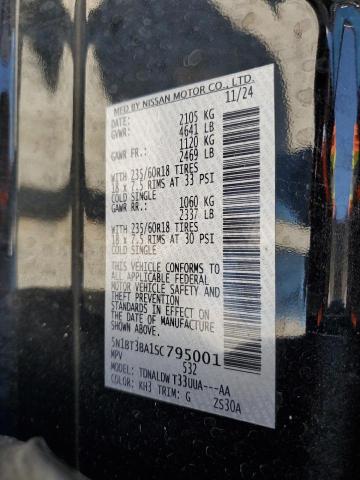 MFD BY NISSAN MOTOR CO., LTD.
DATE: 11/24
GVWR: 2105 KG
4641 LB
GAWR FR.: 1120 KG
2469 LB
WITH 235/60R18 TIRES
18 x 7.5 RIMS AT 33 PSI
COLD SINGLE
GAWR RR.: 1060 KG
2337 LB
WITH 235/60R18 TIRES
18 x 7.5 RIMS AT 30 PSI
COLD SINGLE
THIS VEHICLE CONFORMS TO
ALL APPLICABLE FEDERAL
MOTOR VEHICLE SAFETY AND
THEFT PREVENTION
STANDARDS IN EFFECT ON
THE DATE OF MANUFACTURE
SHOWN ABOVE.
5N1BT3BA1SC795001
MPV 532
MODEL: TDNALDW T33UUA---AA
COLOR: KH3 TRIM: G 2S30A